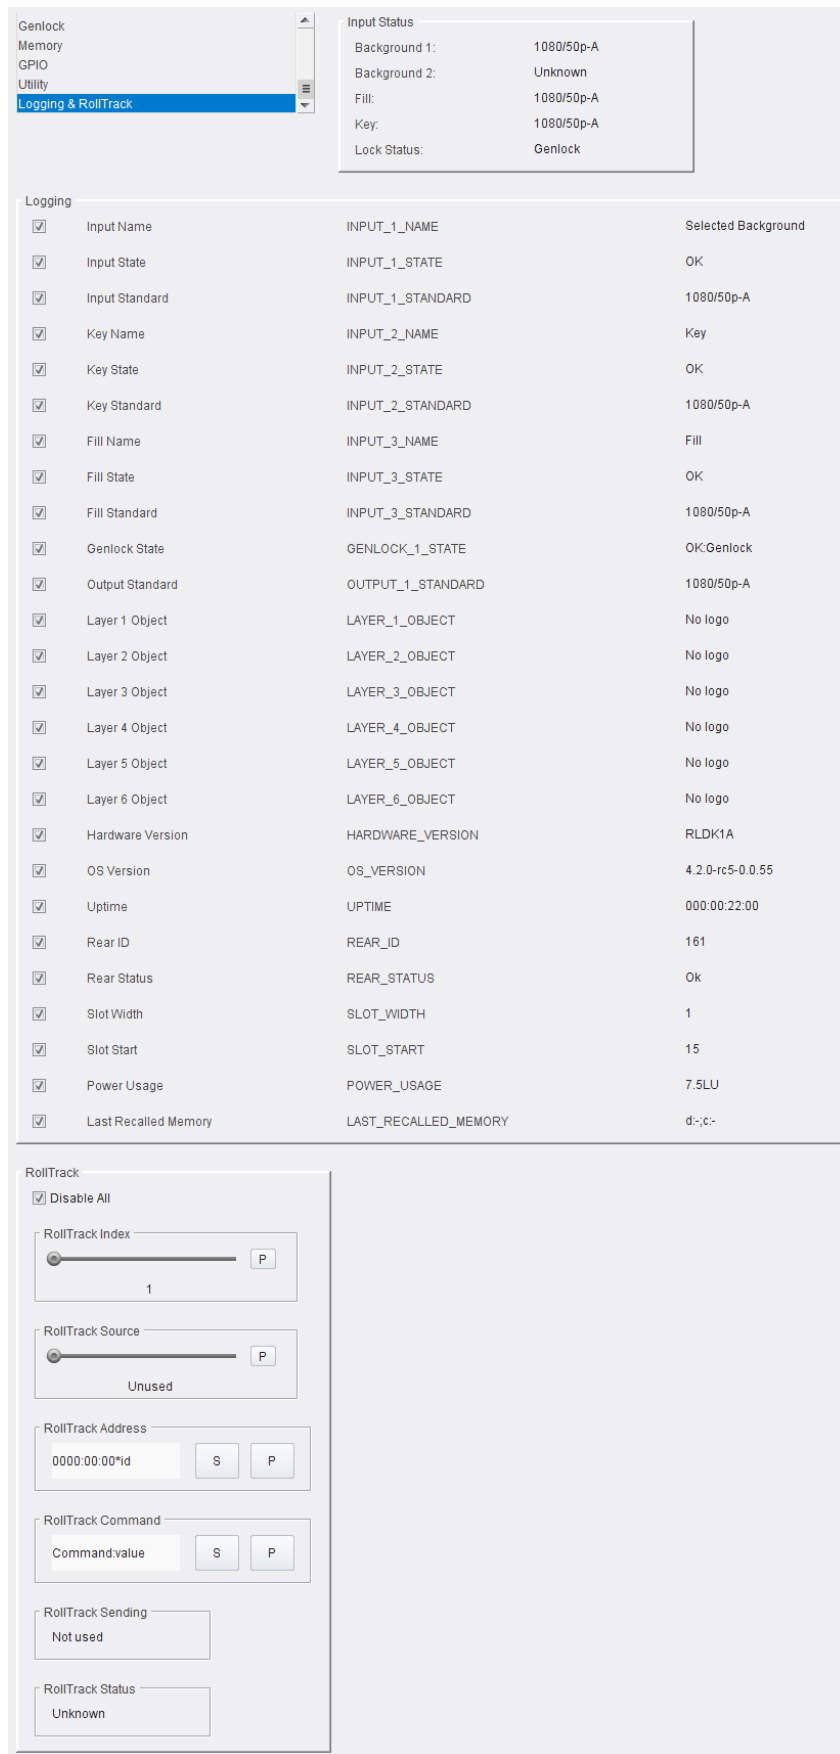 Genlock
Memory
GPIO
Utility
Logging & RollTrack
Input Status
Background 1: 1080/50p-A
Background 2: Unknown
Fill: 1080/50p-A
Key: 1080/50p-A
Lock Status: Genlock
Logging
Input Name INPUT_1_NAME Selected Background
Input State INPUT_1_STATE OK
Input Standard INPUT_1_STANDARD 1080/50p-A
Key Name INPUT_2_NAME Key
Key State INPUT_2_STATE OK
Key Standard INPUT_2_STANDARD 1080/50p-A
Fill Name INPUT_3_NAME Fill
Fill State INPUT_3_STATE OK
Fill Standard INPUT_3_STANDARD 1080/50p-A
Genlock State GENLOCK_1_STATE OK:Genlock
Output Standard OUTPUT_1_STANDARD 1080/50p-A
Layer 1 Object LAYER_1_OBJECT No logo
Layer 2 Object LAYER_2_OBJECT No logo
Layer 3 Object LAYER_3_OBJECT No logo
Layer 4 Object LAYER_4_OBJECT No logo
Layer 5 Object LAYER_5_OBJECT No logo
Layer 6 Object LAYER_6_OBJECT No logo
Hardware Version HARDWARE_VERSION RLDK1A
OS Version OS_VERSION 4.2.0-rc5-0.0.55
Uptime UPTIME 000:00:22:00
Rear ID REAR_ID 161
Rear Status REAR_STATUS Ok
Slot Width SLOT_WIDTH 1
Slot Start SLOT_START 15
Power Usage POWER_USAGE 7.5LU
Last Recalled Memory LAST_RECALLED_MEMORY d:-;c:-
RollTrack
Disable All
RollTrack Index
P
1
RollTrack Source
P
Unused
RollTrack Address
0000:00:00*id S P
RollTrack Command
Command:value S P
RollTrack Sending
Not used
RollTrack Status
Unknown